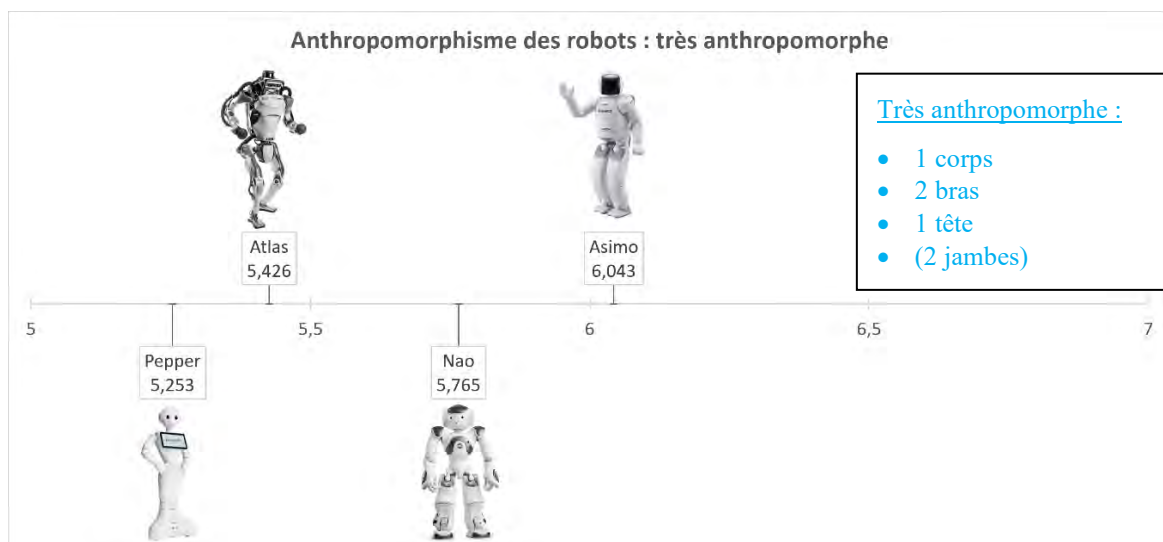 Anthropomorphisme des robots : très anthropomorphe
Très anthropomorphe :
• 1 corps
• 2 bras
• 1 tête
• (2 jambes)
Atlas
5,426
Asimo
6,043
5
5,5
6
6,5
7
Pepper
5,253
Nao
5,765